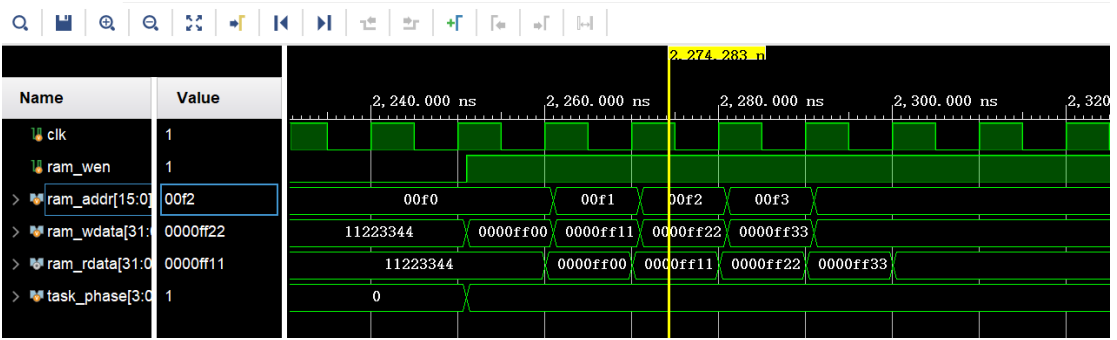 2,274.283 n
Name Value
2,240.000 ns 2,260.000 ns 2,280.000 ns 2,300.000 ns 2,320
clk 1
ram_wen 1
ram_addr[15:0] 00f2 00f0 00f1 00f2 00f3
ram_wdata[31:0 0000ff22 11223344 0000ff00 0000ff11 0000ff22 0000ff33
ram_rdata[31:0 0000ff11 11223344 0000ff00 0000ff11 0000ff22 0000ff33
task_phase[3:0 1 0